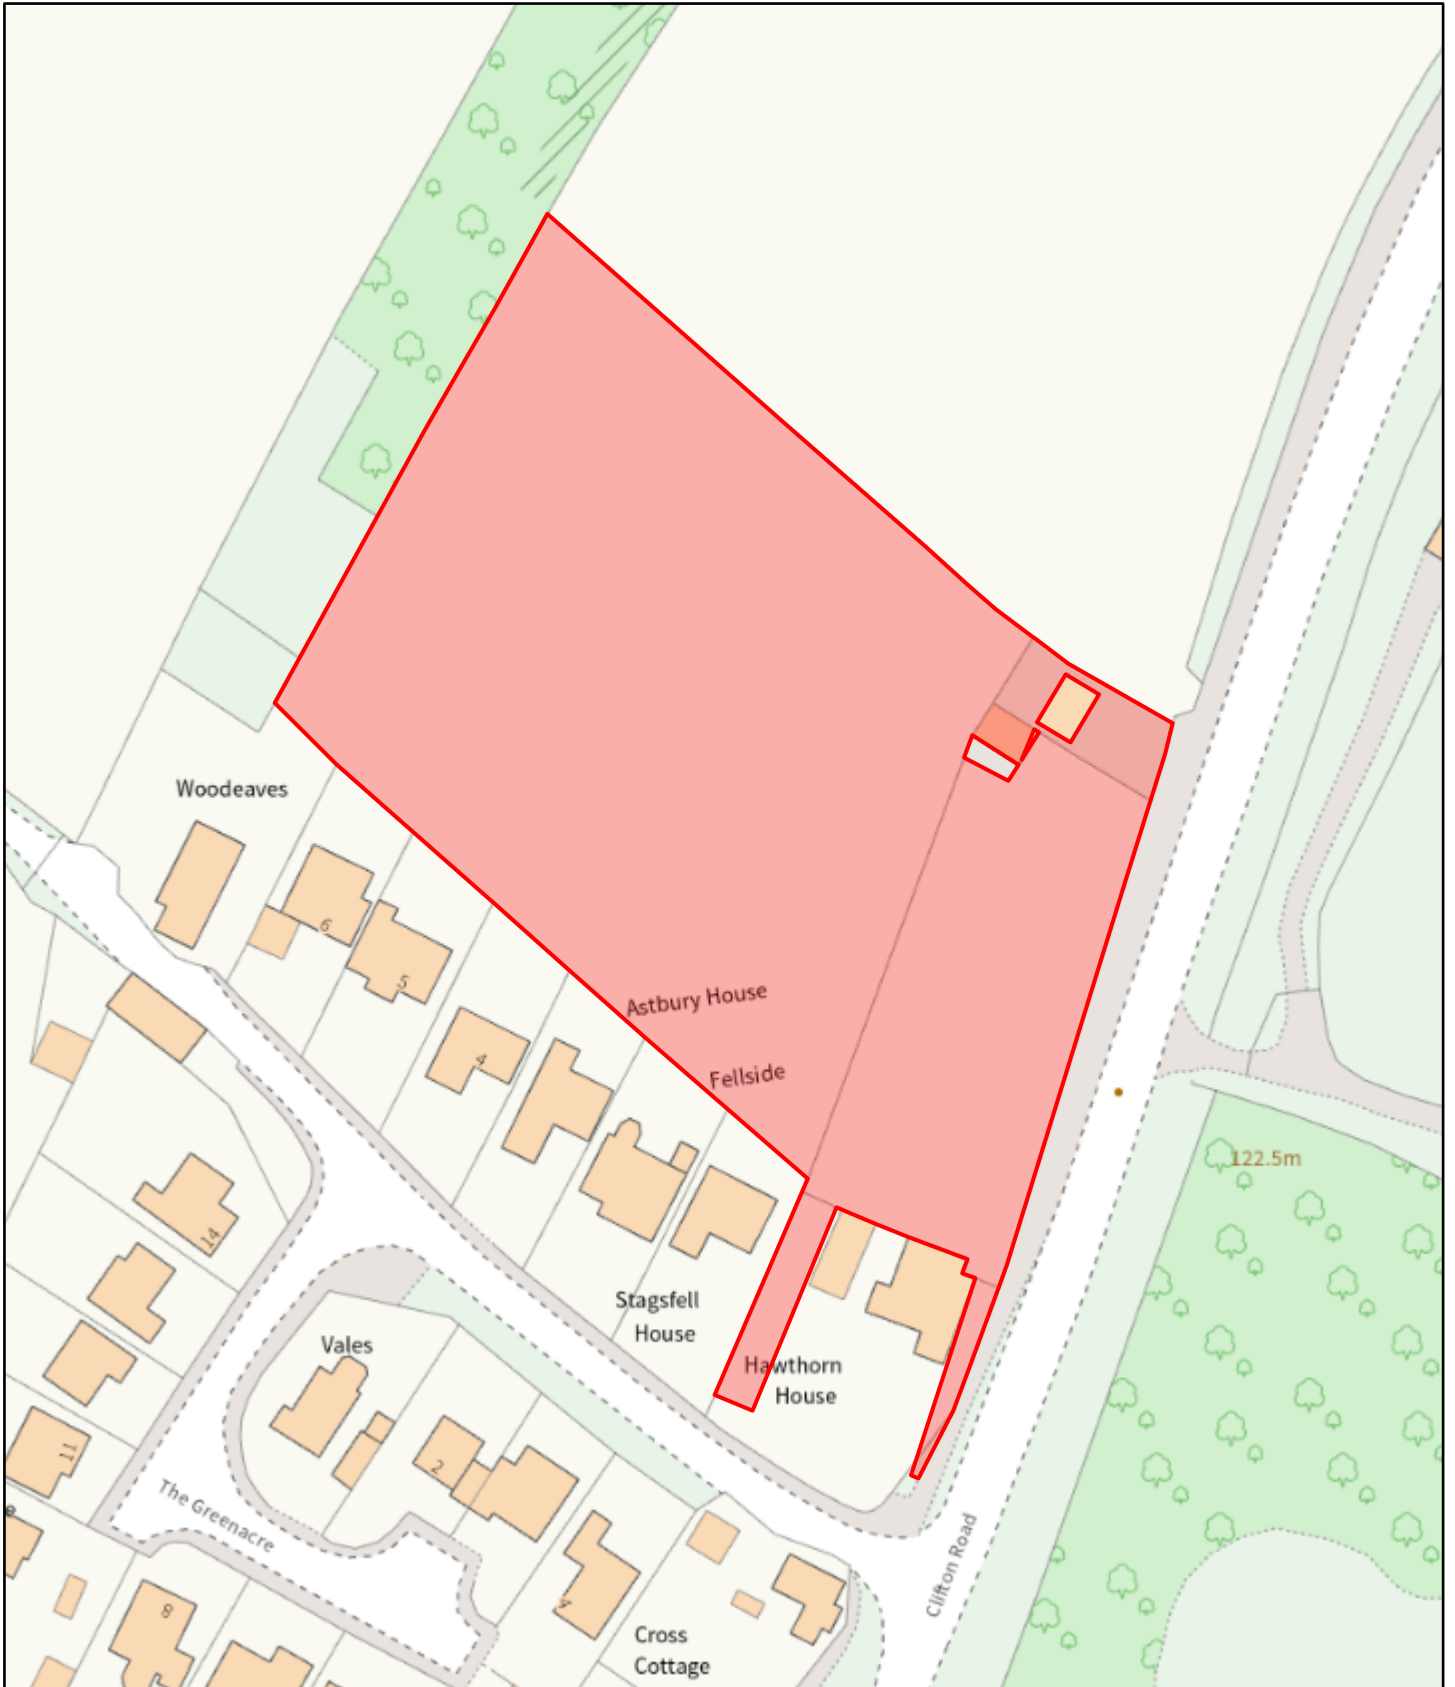 Woodeaves
6
5
4
Astbury House
Fellside
122.5m
14
Stagsfell
House
Vales
Hawthorn
House
11
2
The Greenacre
Clifton Road
8
Cross
Cottage